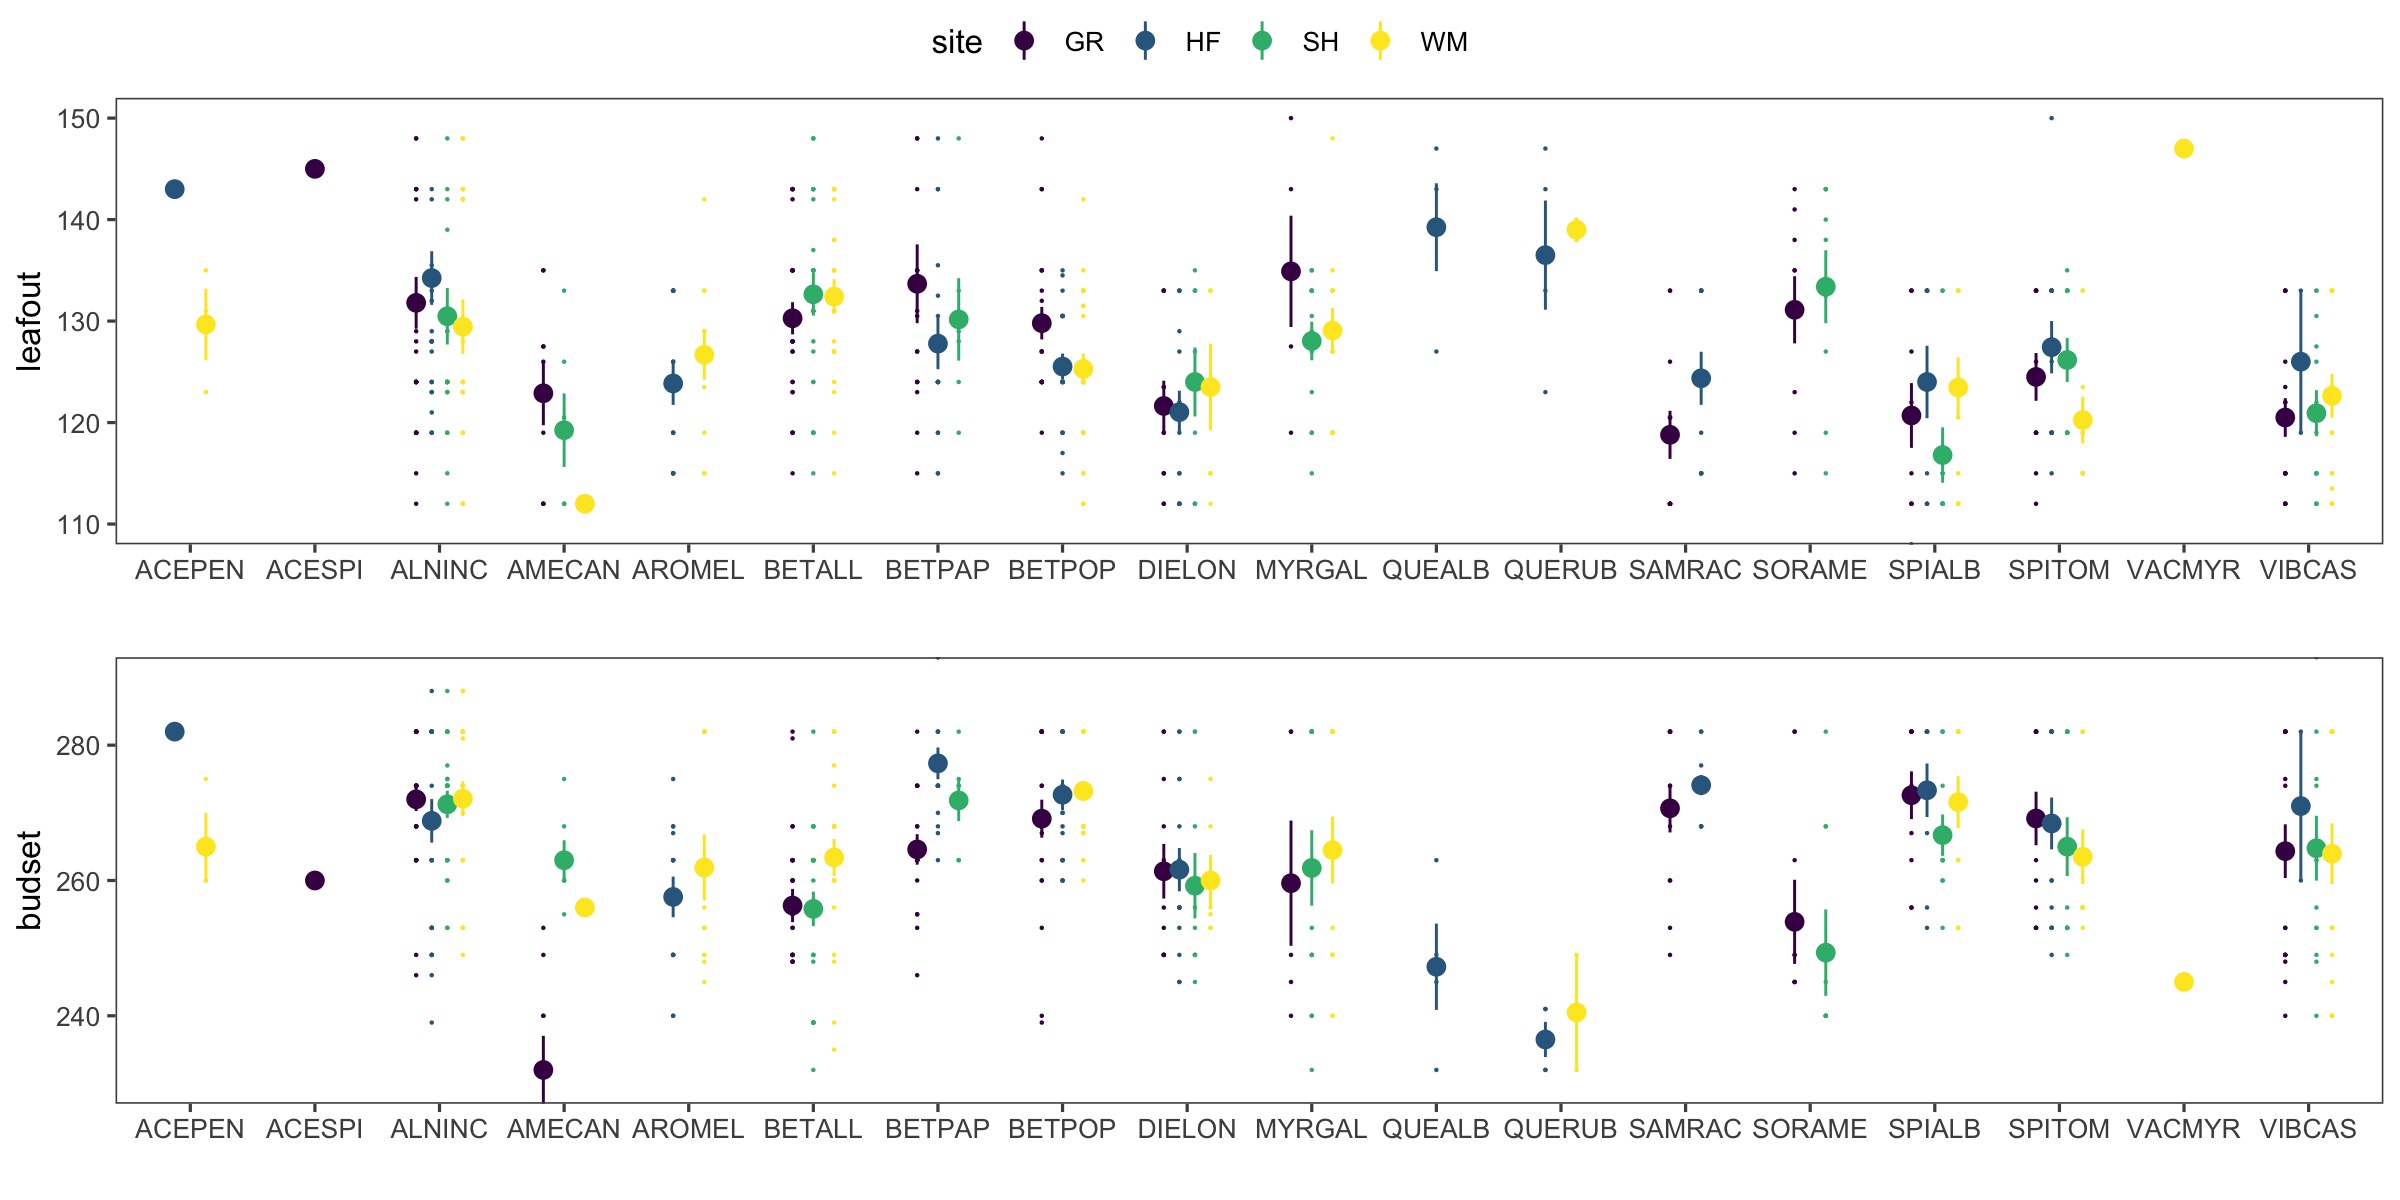 site GR HF SH WM
leafout
150
140
130
120
110
ACEPEN ACESPI ALNINC AMECAN AROMEL BETALL BETPAP BETPOP DIELON MYRGAL QUEALB QUERUB SAMRAC SORAME SPIALB SPITOM VACMYR VIBCAS
budset
280
260
240
ACEPEN ACESPI ALNINC AMECAN AROMEL BETALL BETPAP BETPOP DIELON MYRGAL QUEALB QUERUB SAMRAC SORAME SPIALB SPITOM VACMYR VIBCAS